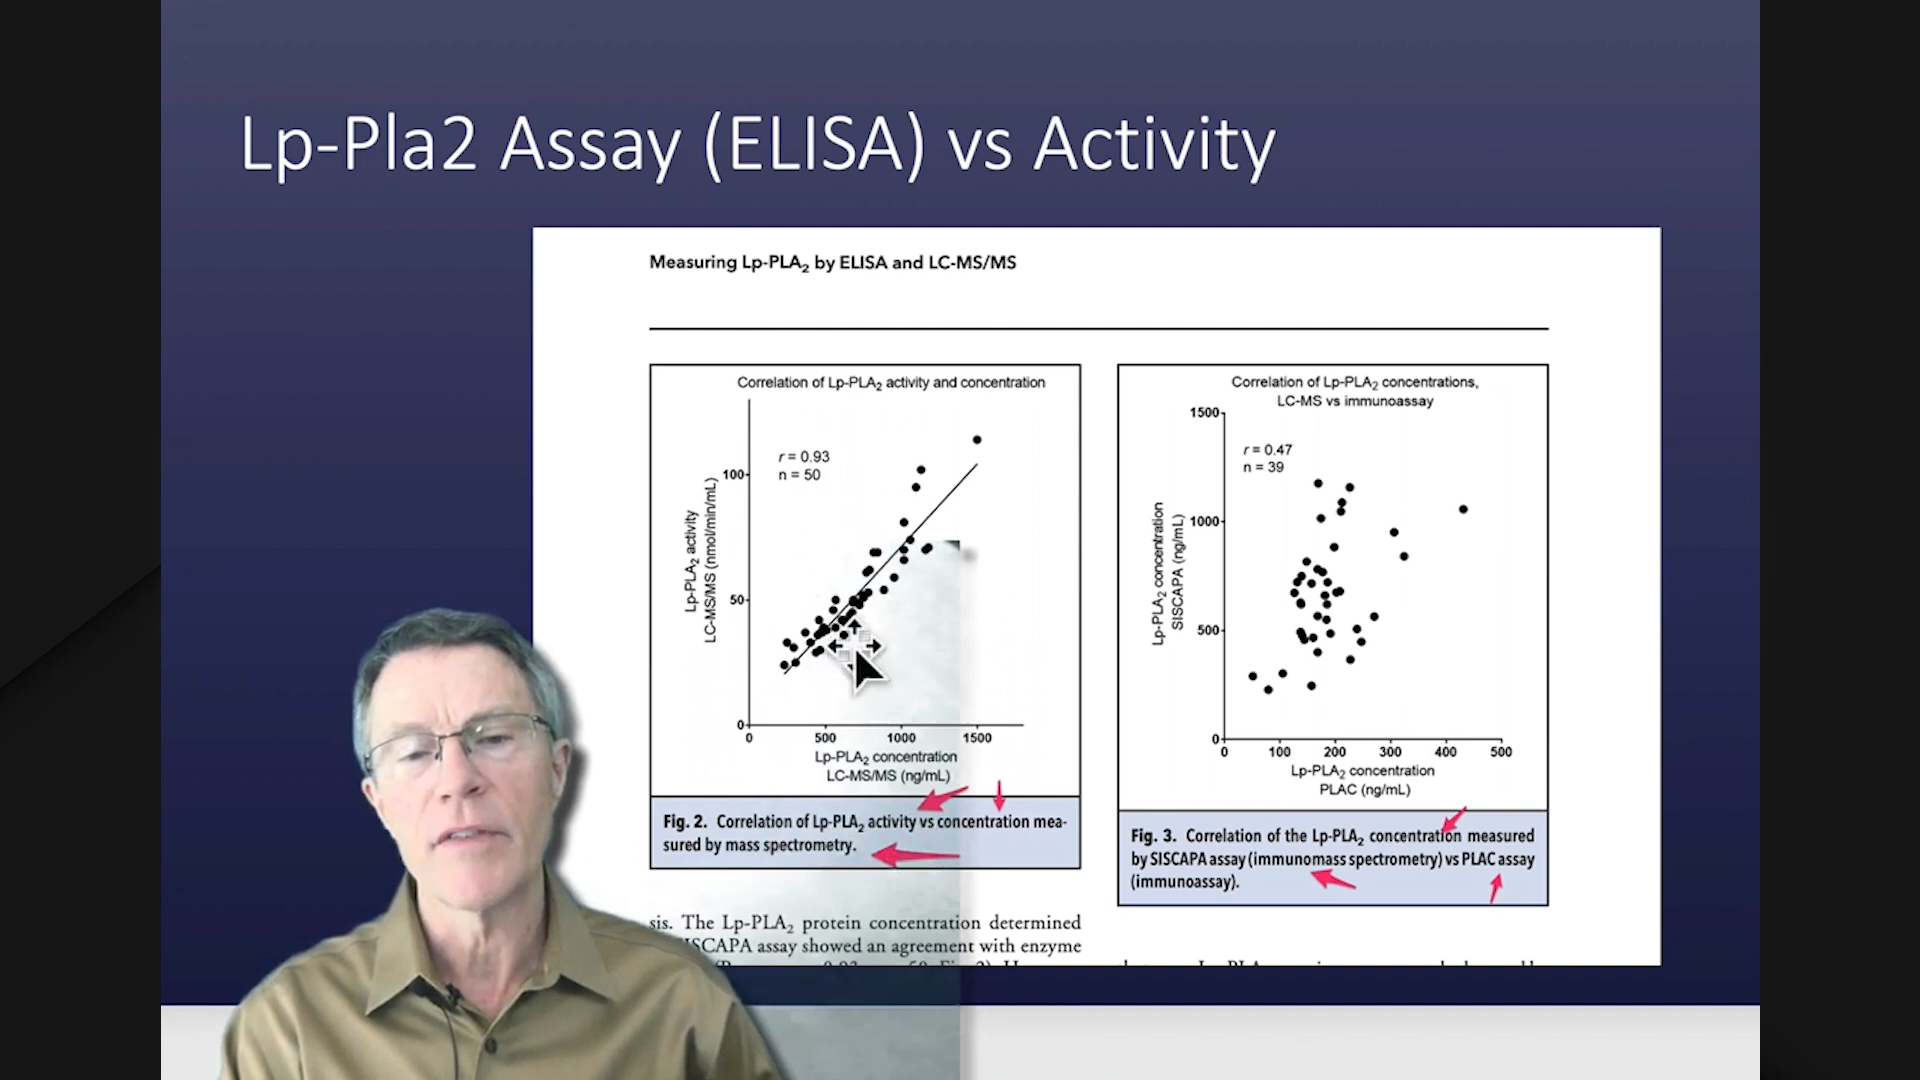 Lp-Pla2 Assay (ELISA) vs Activity
Measuring Lp-PLA2 by ELISA and LC-MS/MS
Correlation of Lp-PLA2 activity and concentration
r = 0.93
n = 50
100
50
0
Lp-PLA2 activity
LC-MS/MS (nmol/min/mL)
0 500 1000 1500
Lp-PLA2 concentration
LC-MS/MS (ng/mL)
Fig. 2. Correlation of Lp-PLA2 activity vs concentration mea-
sured by mass spectrometry.
Correlation of Lp-PLA2 concentrations,
LC-MS vs immunoassay
1500
r = 0.47
n = 39
1000
500
0
Lp-PLA2 concentration
SISCAPA (ng/mL)
0 100 200 300 400 500
Lp-PLA2 concentration
PLAC (ng/mL)
Fig. 3. Correlation of the Lp-PLA2 concentration measured
by SISCAPA assay (immunomass spectrometry) vs PLAC assay
(immunoassay).
sis. The Lp-PLA2 protein concentration determined
assay showed an agreement with enzyme